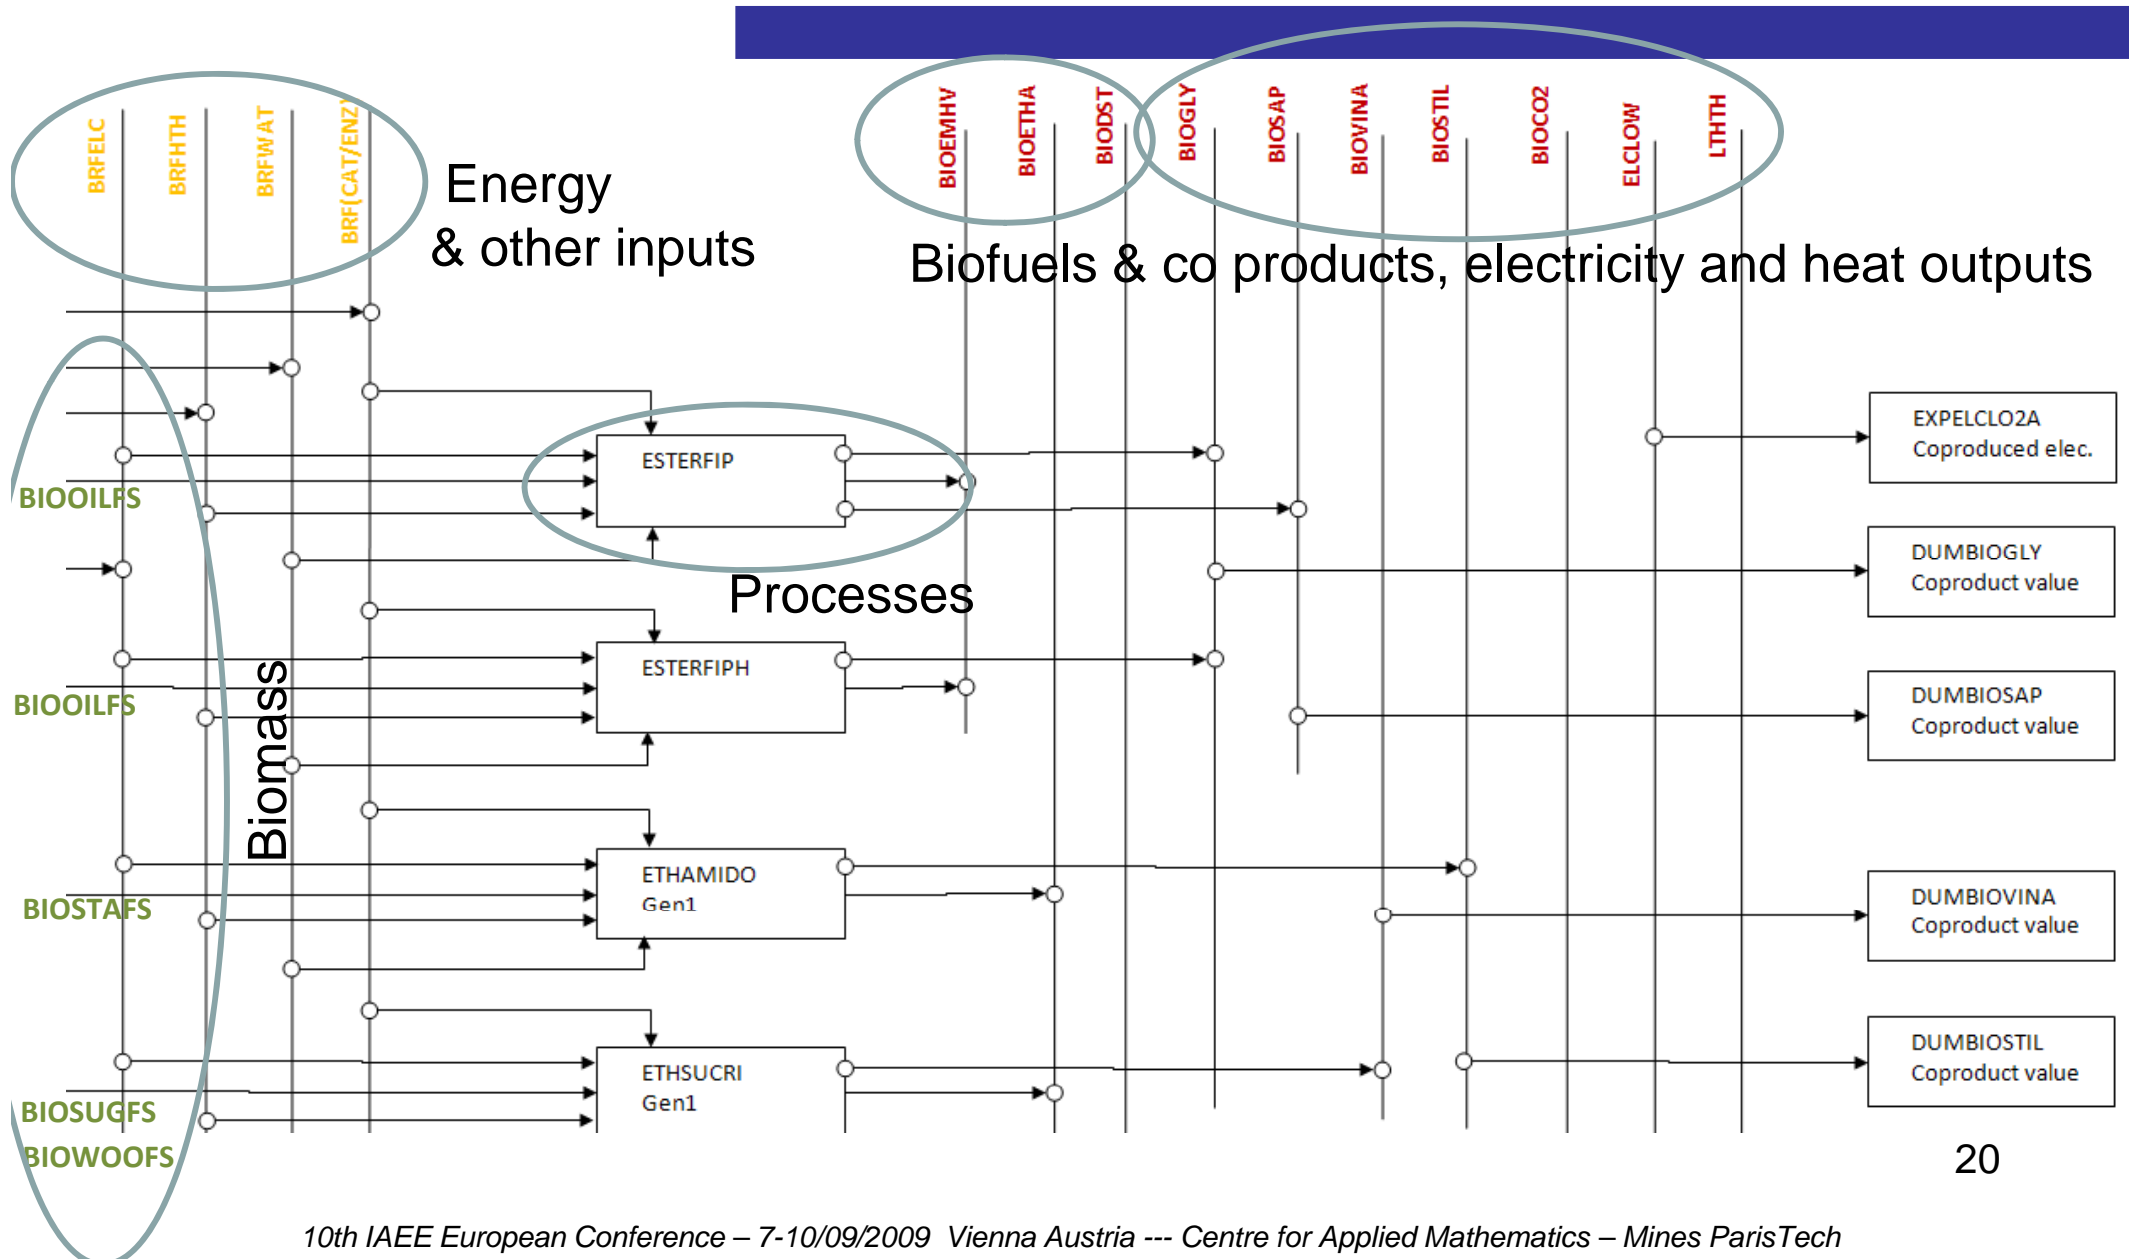 BRFELC
BRFHTH
BRFWAT
BRF(CAT/ENZ)
BIOEMHV
BIOETHA
BIODST
BIOGLY
BIOSAP
BIOVINA
BIOSTIL
BIOCO2
ELCLOW
LTHTH
Energy
& other inputs
Biofuels & co products, electricity and heat outputs
ESTERFIP
EXPELCLO2A
Coproduced elec.
BIOOILFS
DUMBIOGLY
Coproduct value
Processes
ESTERFIPH
BIOOILFS
Biomass
DUMBIOSAP
Coproduct value
ETHAMIDO
Gen1
BIOSTAFS
DUMBIOVINA
Coproduct value
ETHSUCRI
Gen1
DUMBIOSTIL
Coproduct value
BIOSUGFS
BIOWOOFS
20
10th IAEE European Conference – 7-10/09/2009 Vienna Austria --- Centre for Applied Mathematics – Mines ParisTech